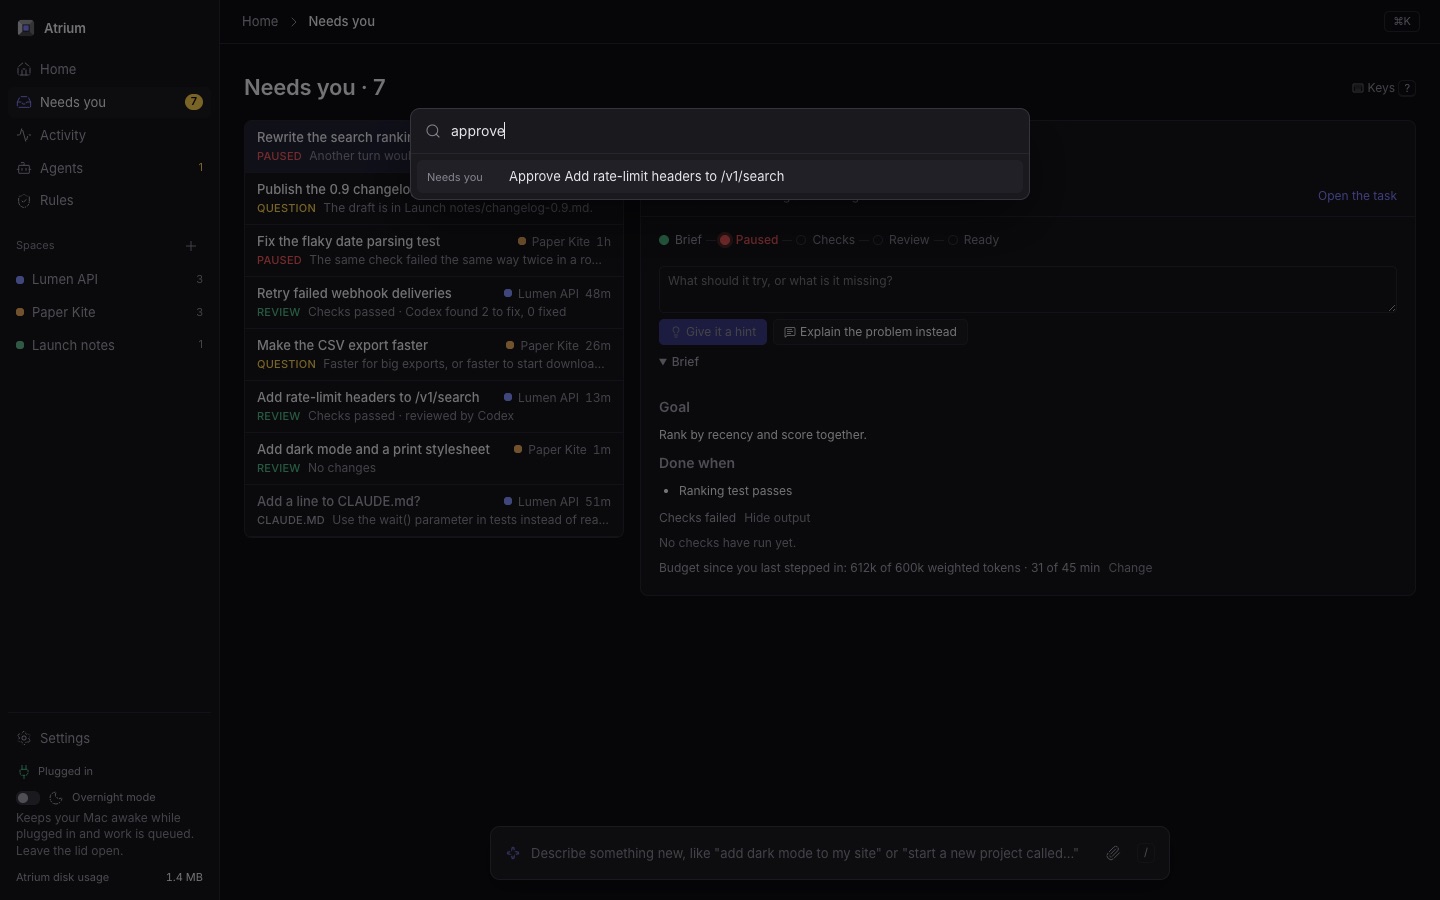 Atrium
Home
Needs you
7
Activity
Agents
1
Rules
Spaces
Lumen API
3
Paper Kite
3
Launch notes
1
Settings
Plugged in
Overnight mode
Keeps your Mac awake while
plugged in and work is queued.
Leave the lid open.
Atrium disk usage 1.4 MB
Home > Needs you
⌘K
Needs you · 7
Keys ?
approve
Needs you Approve Add rate-limit headers to /v1/search
Rewrite the search
PAUSED Another turn
Publish the 0.9
QUESTION The draft is in Launch notes/changelog-0.9.md.
Fix the flaky date parsing test Paper Kite 1h
PAUSED The same check failed the same way twice in a ro...
Retry failed webhook deliveries Lumen API 48m
REVIEW Checks passed · Codex found 2 to fix, 0 fixed
Make the CSV export faster Paper Kite 26m
QUESTION Faster for big exports, or faster to start downloa...
Add rate-limit headers to /v1/search Lumen API 13m
REVIEW Checks passed · reviewed by Codex
Add dark mode and a print stylesheet Paper Kite 1m
REVIEW No changes
Add a line to CLAUDE.md? Lumen API 51m
CLAUDE.MD Use the wait() parameter in tests instead of rea...
Open the task
Brief Paused Checks Review Ready
What should it try, or what is it missing?
Give it a hint Explain the problem instead
Brief
Goal
Rank by recency and score together.
Done when
• Ranking test passes
Checks failed Hide output
No checks have run yet.
Budget since you last stepped in: 612k of 600k weighted tokens · 31 of 45 min Change
Describe something new, like "add dark mode to my site" or "start a new project called..." /